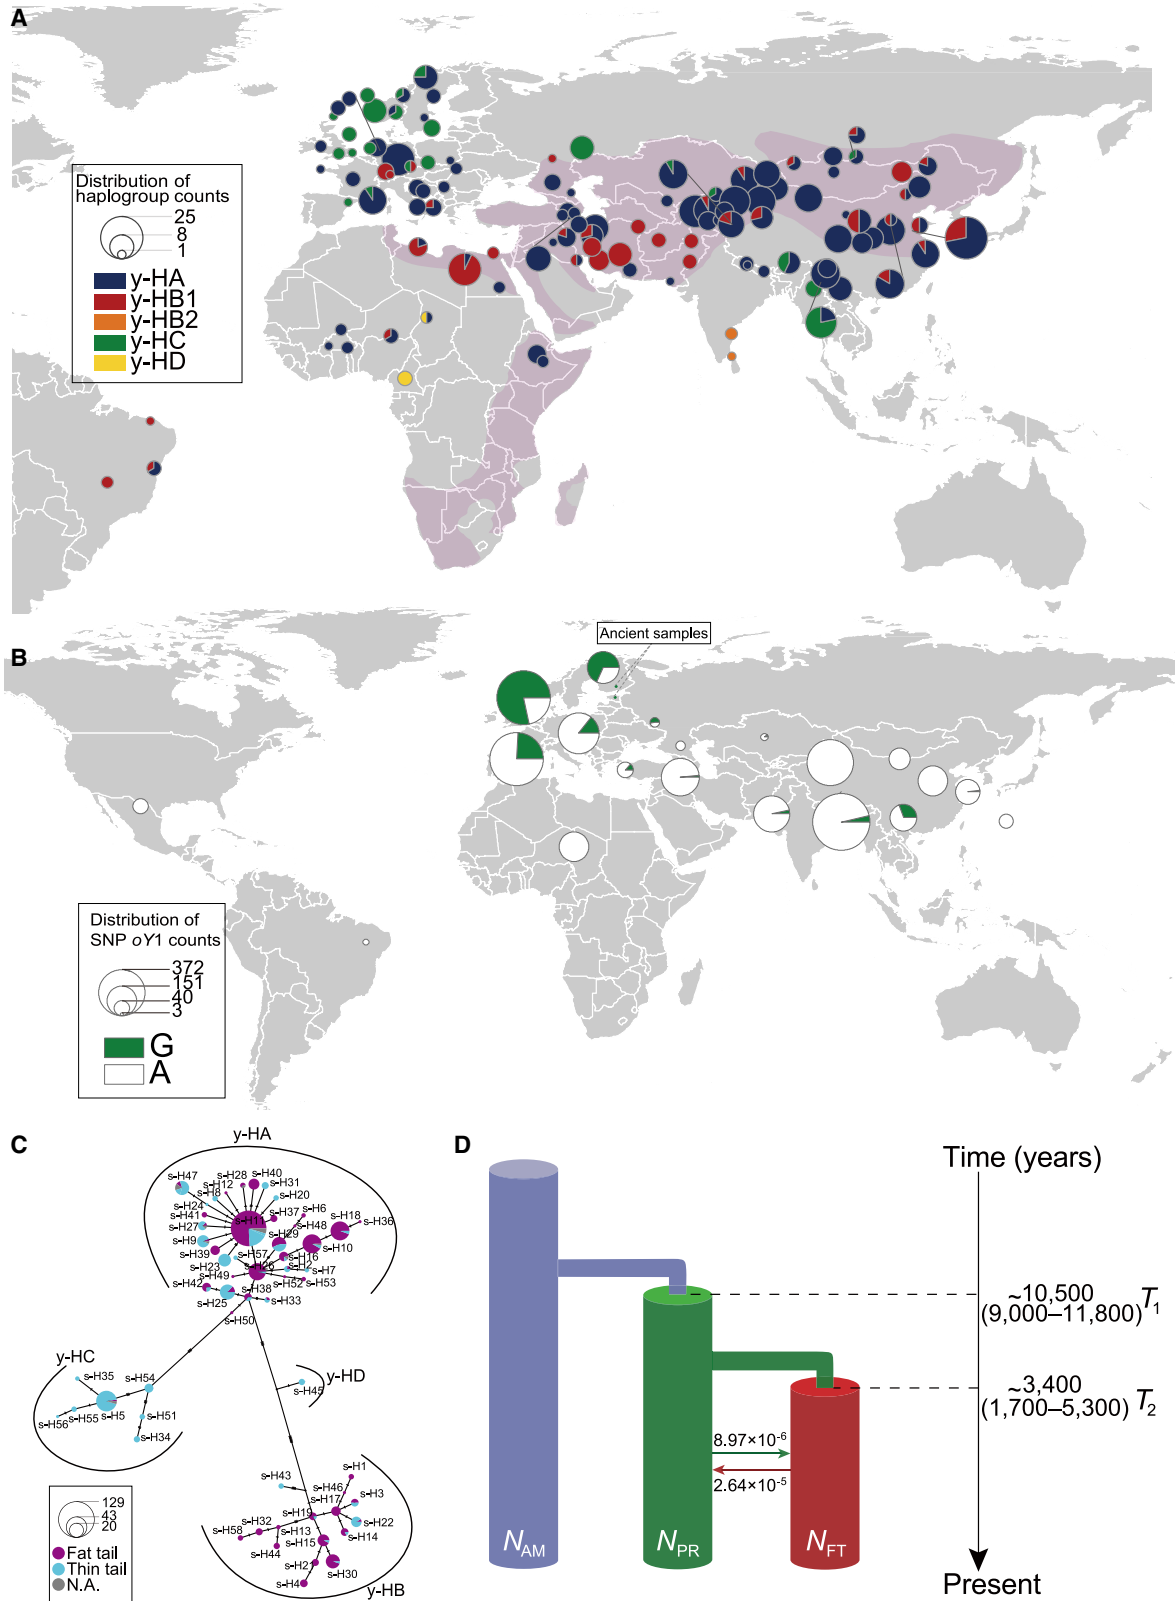 A
Distribution of
haplogroup counts
25
8
1
y-HA
y-HB1
y-HB2
y-HC
y-HD
B
Ancient samples
Distribution of
SNP oY1 counts
372
151
40
3
G
A
C
y-HA
s-H47
s-H28
s-H40
s-H12
s-H31
s-H8
s-H20
s-H24
s-H6
s-H41
s-H37
s-H18
s-H11
s-H48
s-H36
s-H27
s-H29
s-H9
s-H10
s-H39
s-H57
s-H16
s-H23
s-H26
s-H2
s-H7
s-H49
s-H52
s-H53
s-H42
s-H38
s-H25
s-H33
s-H50
y-HC
s-H35
s-H54
s-H55
s-H5
s-H51
s-H56
s-H34
y-HD
s-H45
s-H43
s-H1
s-H46
s-H17
s-H3
s-H19
s-H22
s-H32
s-H13
s-H14
s-H58
s-H15
s-H44
s-H21
s-H30
s-H4
y-HB
129
43
20
Fat tail
Thin tail
N.A.
D
Time (years)
~10,500
(9,000–11,800) T1
~3,400
(1,700–5,300) T2
8.97×10-6
2.64×10-5
NAM
NPR
NFT
Present